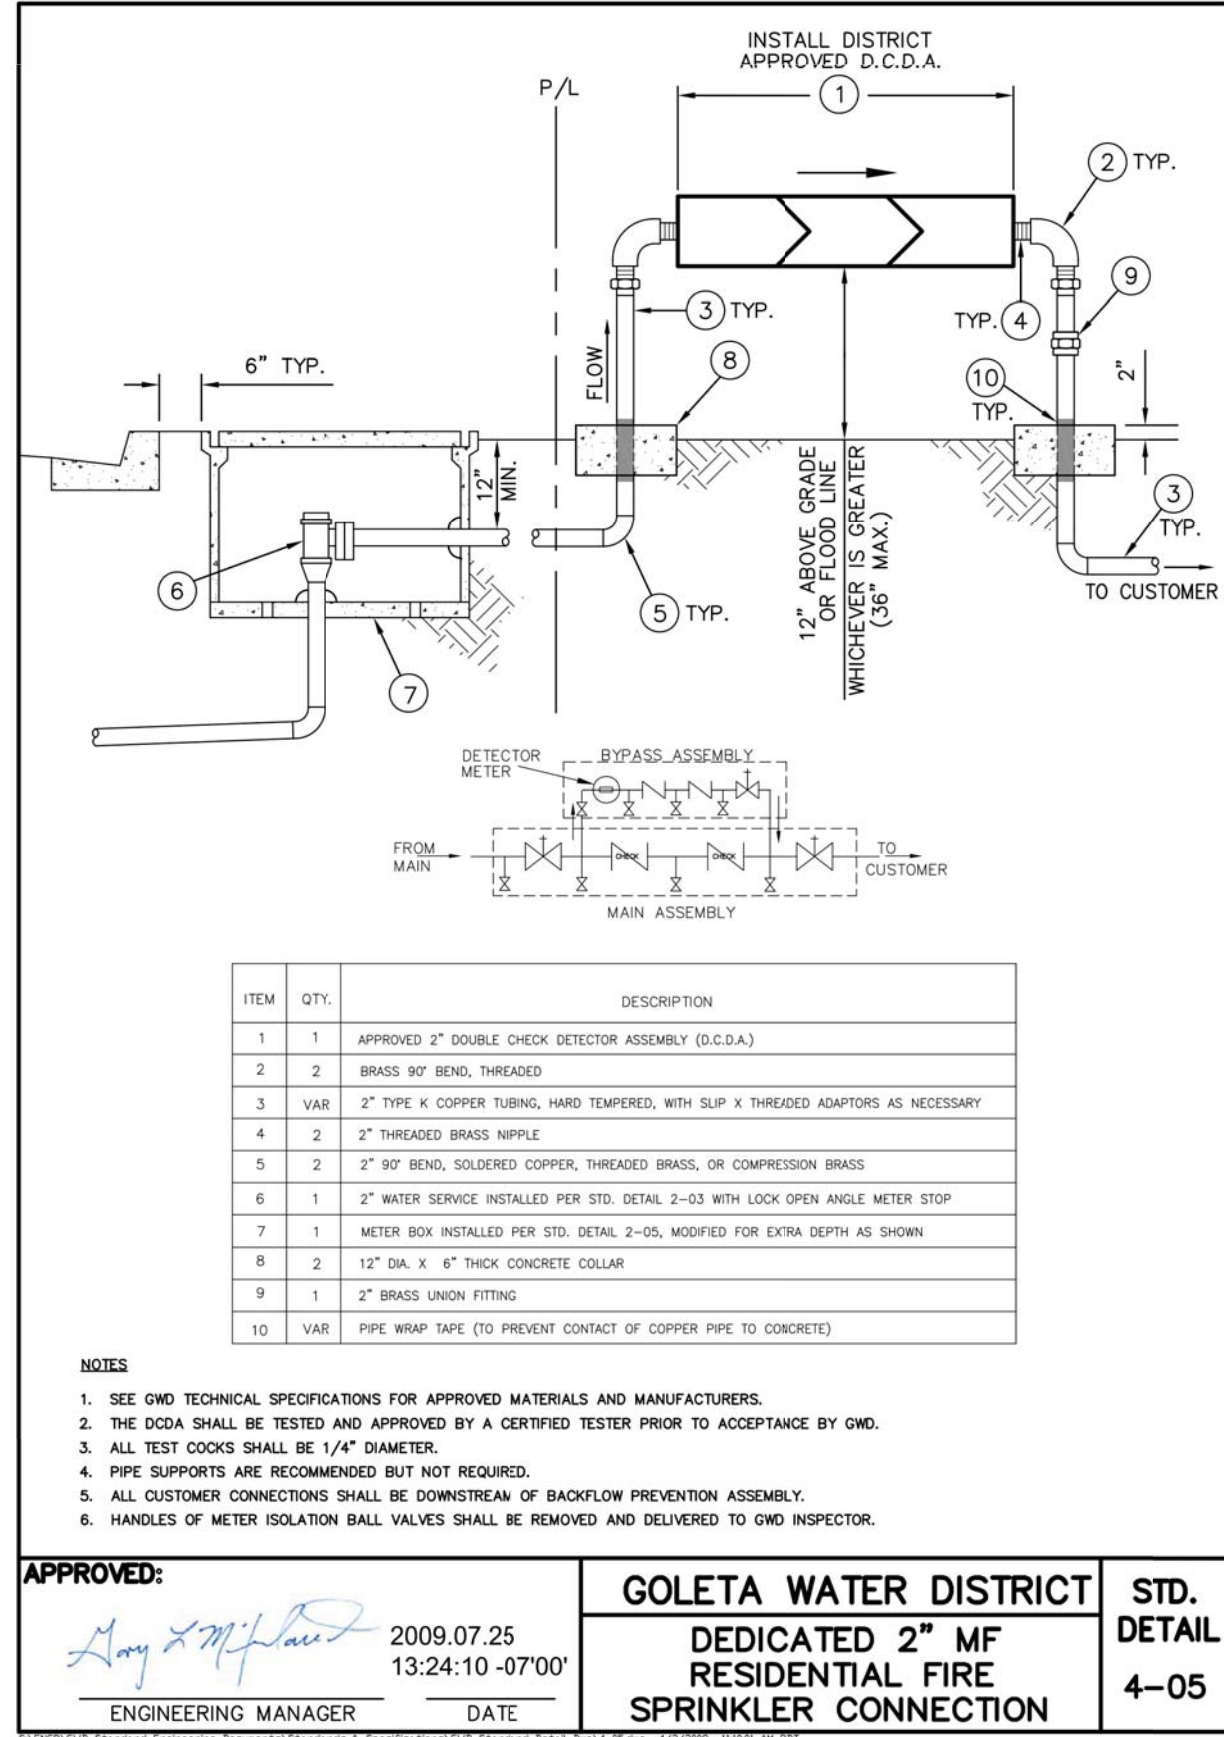 INSTALL DISTRICT
APPROVED D.C.D.A.
P/L
1
2 TYP.
9
3 TYP.
TYP. 4
8
6" TYP.
FLOW
10
TYP.
2"
12"
MIN.
12" ABOVE GRADE
OR FLOOD LINE
WHICHEVER IS GREATER
(36" MAX.)
3
TYP.
6
5 TYP.
TO CUSTOMER
7
DETECTOR
METER
BYPASS ASSEMBLY
FROM
MAIN
CHECK
CHECK
TO
CUSTOMER
MAIN ASSEMBLY
ITEM QTY. DESCRIPTION
1 1 APPROVED 2" DOUBLE CHECK DETECTOR ASSEMBLY (D.C.D.A.)
2 2 BRASS 90° BEND, THREADED
3 VAR 2" TYPE K COPPER TUBING, HARD TEMPERED, WITH SLIP X THREADED ADAPTORS AS NECESSARY
4 2 2" THREADED BRASS NIPPLE
5 2 2" 90° BEND, SOLDERED COPPER, THREADED BRASS, OR COMPRESSION BRASS
6 1 2" WATER SERVICE INSTALLED PER STD. DETAIL 2-03 WITH LOCK OPEN ANGLE METER STOP
7 1 METER BOX INSTALLED PER STD. DETAIL 2-05, MODIFIED FOR EXTRA DEPTH AS SHOWN
8 2 12" DIA. X 6" THICK CONCRETE COLLAR
9 1 2" BRASS UNION FITTING
10 VAR PIPE WRAP TAPE (TO PREVENT CONTACT OF COPPER PIPE TO CONCRETE)
NOTES
1. SEE GWD TECHNICAL SPECIFICATIONS FOR APPROVED MATERIALS AND MANUFACTURERS.
2. THE DCDA SHALL BE TESTED AND APPROVED BY A CERTIFIED TESTER PRIOR TO ACCEPTANCE BY GWD.
3. ALL TEST COCKS SHALL BE 1/4" DIAMETER.
4. PIPE SUPPORTS ARE RECOMMENDED BUT NOT REQUIRED.
5. ALL CUSTOMER CONNECTIONS SHALL BE DOWNSTREAM OF BACKFLOW PREVENTION ASSEMBLY.
6. HANDLES OF METER ISOLATION BALL VALVES SHALL BE REMOVED AND DELIVERED TO GWD INSPECTOR.
APPROVED:
2009.07.25
13:24:10 -07'00'
ENGINEERING MANAGER DATE
GOLETA WATER DISTRICT
DEDICATED 2" MF
RESIDENTIAL FIRE
SPRINKLER CONNECTION
STD.
DETAIL
4-05